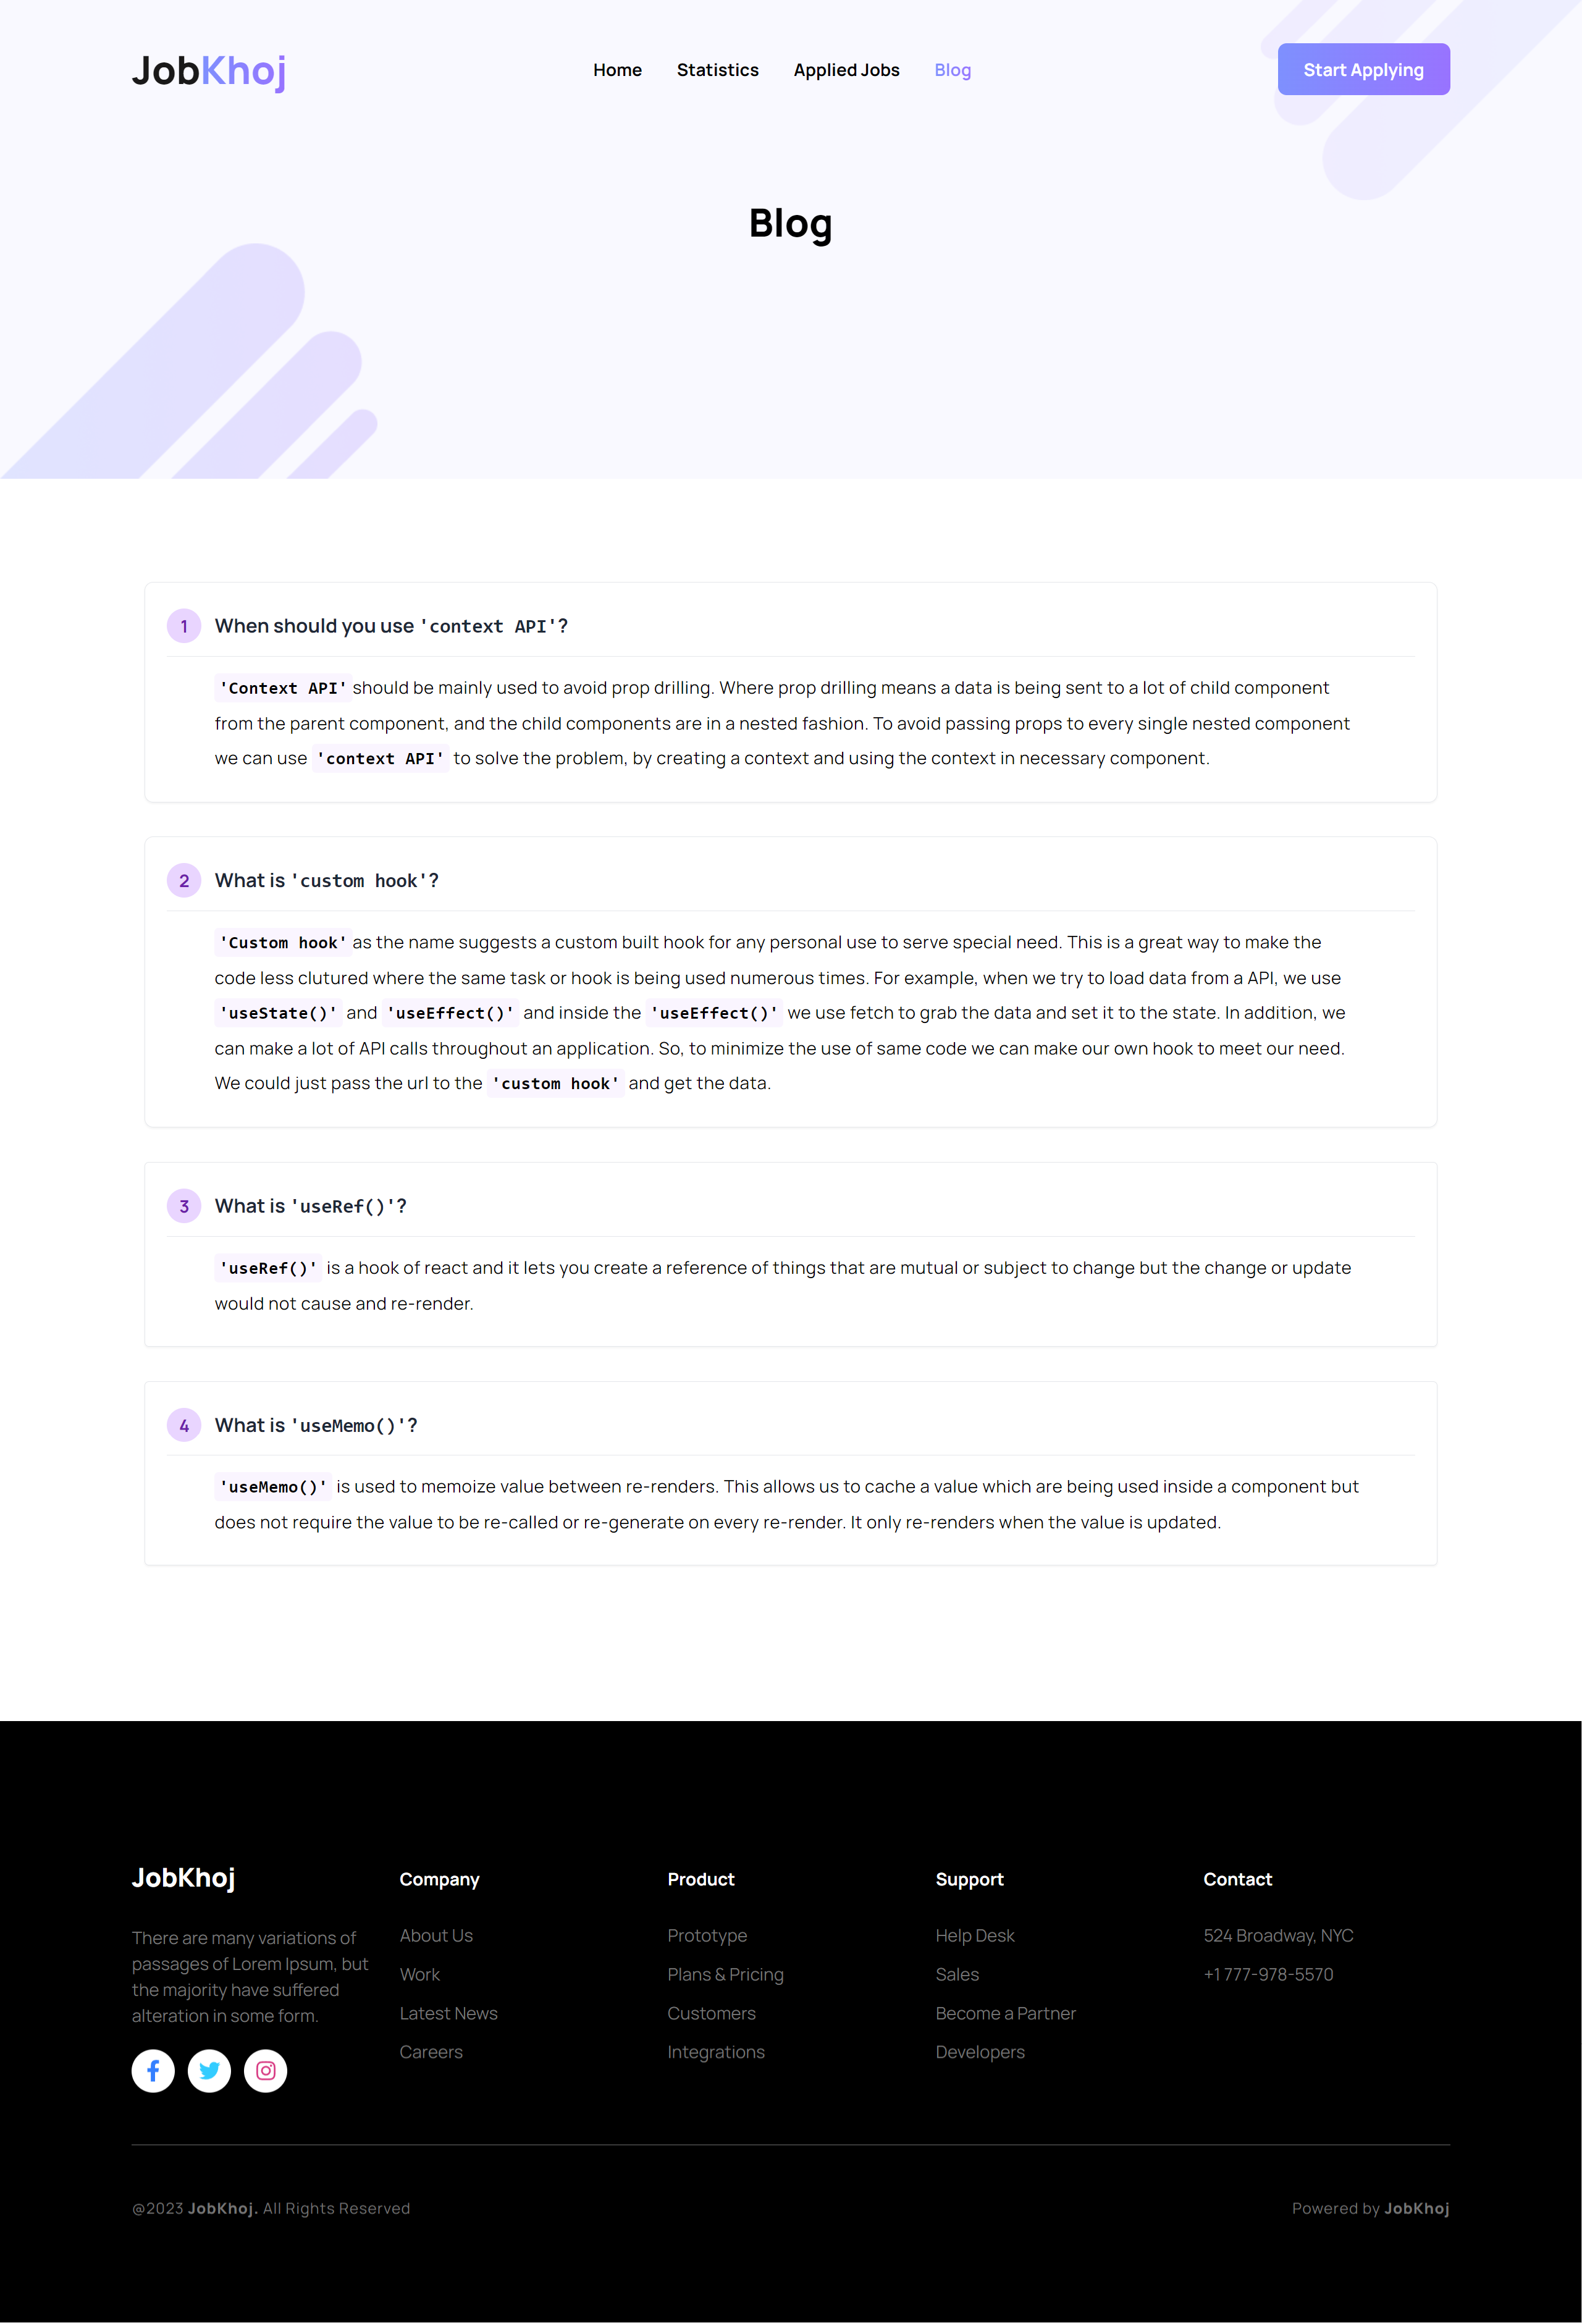 JobKhoj
Home Statistics Applied Jobs Blog
Start Applying
Blog
1 When should you use 'context API'?
'Context API' should be mainly used to avoid prop drilling. Where prop drilling means a data is being sent to a lot of child component
from the parent component, and the child components are in a nested fashion. To avoid passing props to every single nested component
we can use 'context API' to solve the problem, by creating a context and using the context in necessary component.
2 What is 'custom hook'?
'Custom hook' as the name suggests a custom built hook for any personal use to serve special need. This is a great way to make the
code less clutured where the same task or hook is being used numerous times. For example, when we try to load data from a API, we use
'useState()' and 'useEffect()' and inside the 'useEffect()' we use fetch to grab the data and set it to the state. In addition, we
can make a lot of API calls throughout an application. So, to minimize the use of same code we can make our own hook to meet our need.
We could just pass the url to the 'custom hook' and get the data.
3 What is 'useRef()'?
'useRef()' is a hook of react and it lets you create a reference of things that are mutual or subject to change but the change or update
would not cause and re-render.
4 What is 'useMemo()'?
'useMemo()' is used to memoize value between re-renders. This allows us to cache a value which are being used inside a component but
does not require the value to be re-called or re-generate on every re-render. It only re-renders when the value is updated.
JobKhoj
There are many variations of
passages of Lorem Ipsum, but
the majority have suffered
alteration in some form.
Company
About Us
Work
Latest News
Careers
Product
Prototype
Plans & Pricing
Customers
Integrations
Support
Help Desk
Sales
Become a Partner
Developers
Contact
524 Broadway, NYC
+1 777-978-5570
@2023 JobKhoj. All Rights Reserved
Powered by JobKhoj